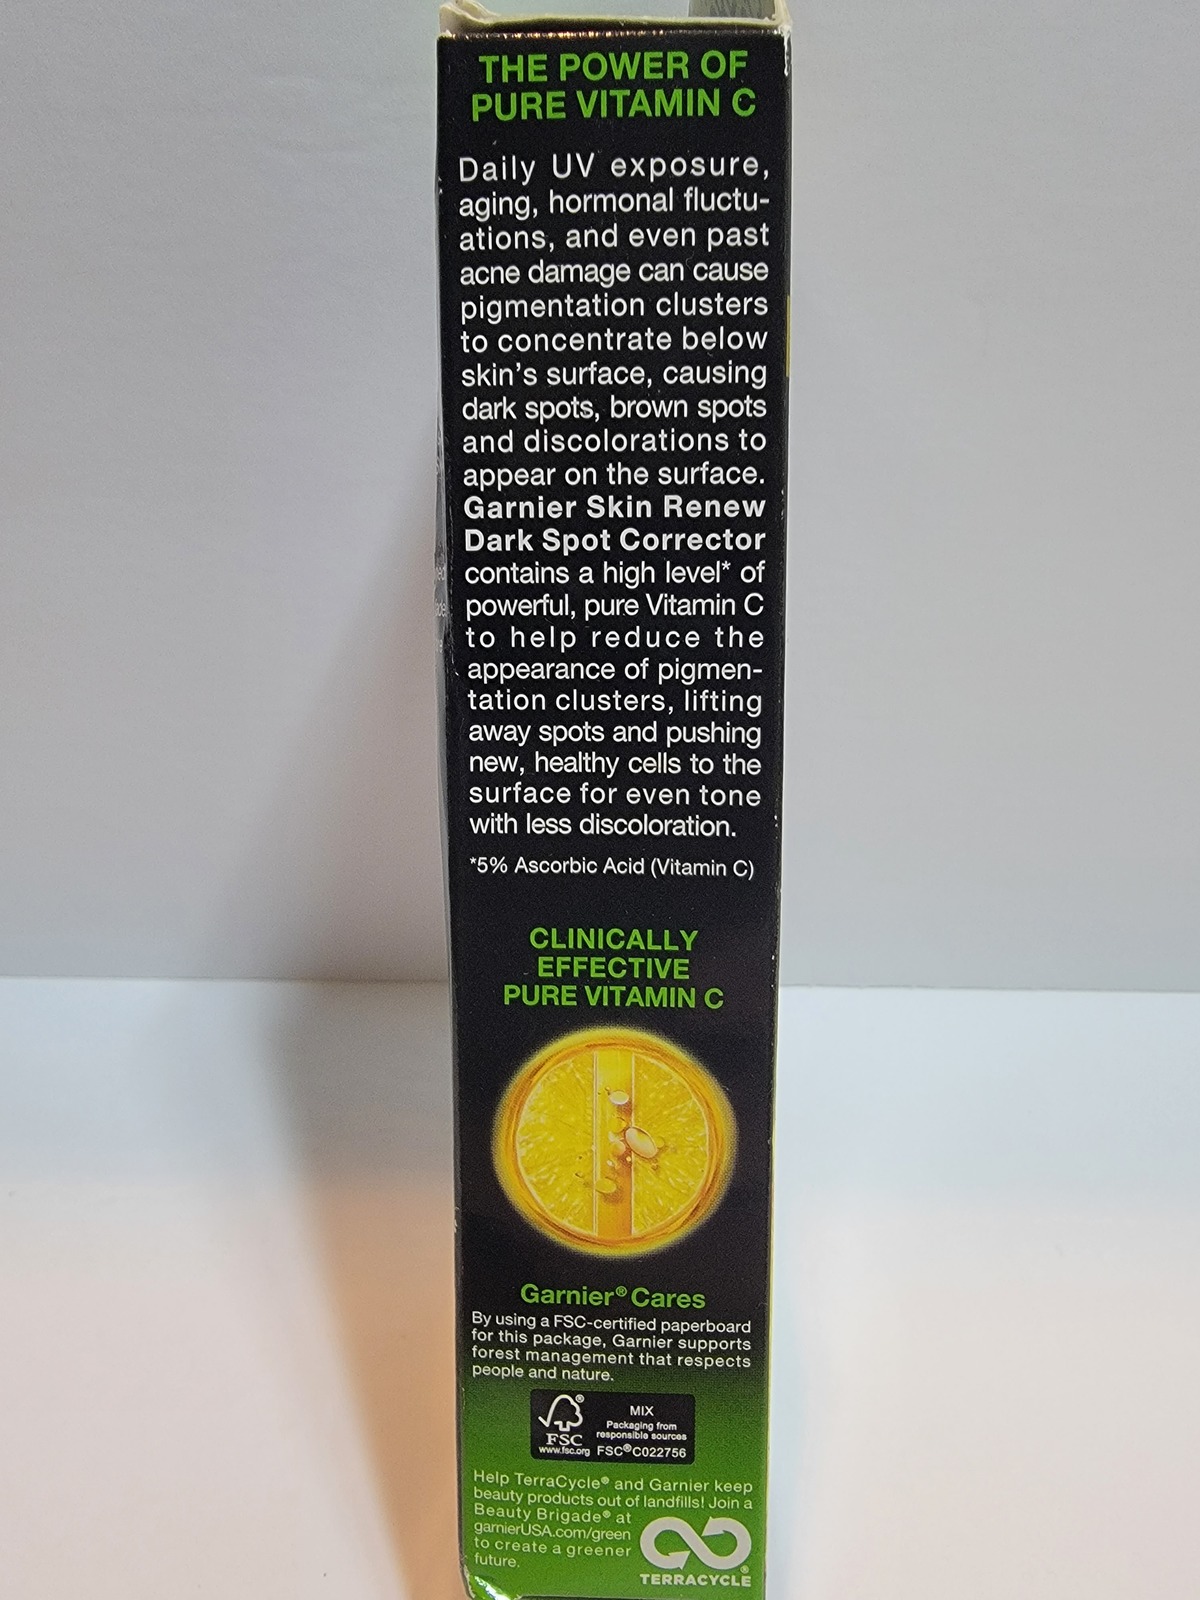 THE POWER OF
PURE VITAMIN C
Daily UV exposure,
aging, hormonal fluctu-
ations, and even past
acne damage can cause
pigmentation clusters
to concentrate below
skin's surface, causing
dark spots, brown spots
and discolorations to
appear on the surface.
Garnier Skin Renew
Dark Spot Corrector
contains a high level* of
powerful, pure Vitamin C
to help reduce the
appearance of pigmen-
tation clusters, lifting
away spots and pushing
new, healthy cells to the
surface for even tone
with less discoloration.
*5% Ascorbic Acid (Vitamin C)
CLINICALLY
EFFECTIVE
PURE VITAMIN C
Garnier® Cares
By using a FSC-certified paperboard
for this package, Garnier supports
forest management that respects
people and nature.
®
FSC
www.fsc.org
MIX
Packaging from
responsible sources
FSC®C022756
Help TerraCycle® and Garnier keep
beauty products out of landfills! Join a
Beauty Brigade® at
garnierUSA.com/green
to create a greener
future.
®
TERRACYCLE